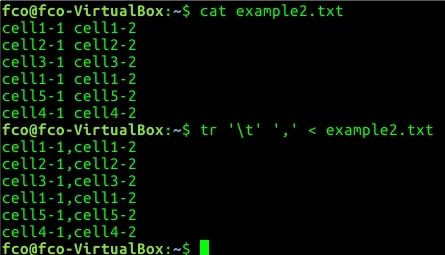 fco@fco-VirtualBox:~$ cat example2.txt
cell1-1 cell1-2
cell2-1 cell2-2
cell3-1 cell3-2
cell1-1 cell1-2
cell5-1 cell5-2
cell4-1 cell4-2
fco@fco-VirtualBox:~$ tr '\t' ',' < example2.txt
cell1-1,cell1-2
cell2-1,cell2-2
cell3-1,cell3-2
cell1-1,cell1-2
cell5-1,cell5-2
cell4-1,cell4-2
fco@fco-VirtualBox:~$